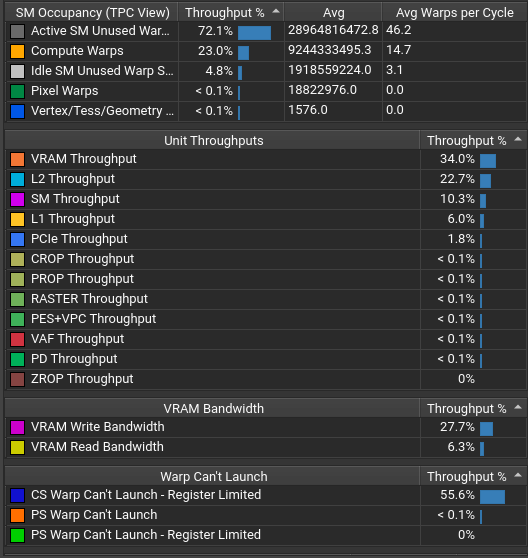 SM Occupancy (TPC View) Throughput % Avg Avg Warps per Cycle
Active SM Unused War... 72.1% 28964816472.8 46.2
Compute Warps 23.0% 9244333495.3 14.7
Idle SM Unused Warp S... 4.8% 1918559224.0 3.1
Pixel Warps < 0.1% 18822976.0 0.0
Vertex/Tess/Geometry ... < 0.1% 1576.0 0.0
Unit Throughputs Throughput %
VRAM Throughput 34.0%
L2 Throughput 22.7%
SM Throughput 10.3%
L1 Throughput 6.0%
PCIe Throughput 1.8%
CROP Throughput < 0.1%
PROP Throughput < 0.1%
RASTER Throughput < 0.1%
PES+VPC Throughput < 0.1%
VAF Throughput < 0.1%
PD Throughput < 0.1%
ZROP Throughput 0%
VRAM Bandwidth Throughput %
VRAM Write Bandwidth 27.7%
VRAM Read Bandwidth 6.3%
Warp Can't Launch Throughput %
CS Warp Can't Launch - Register Limited 55.6%
PS Warp Can't Launch < 0.1%
PS Warp Can't Launch - Register Limited 0%